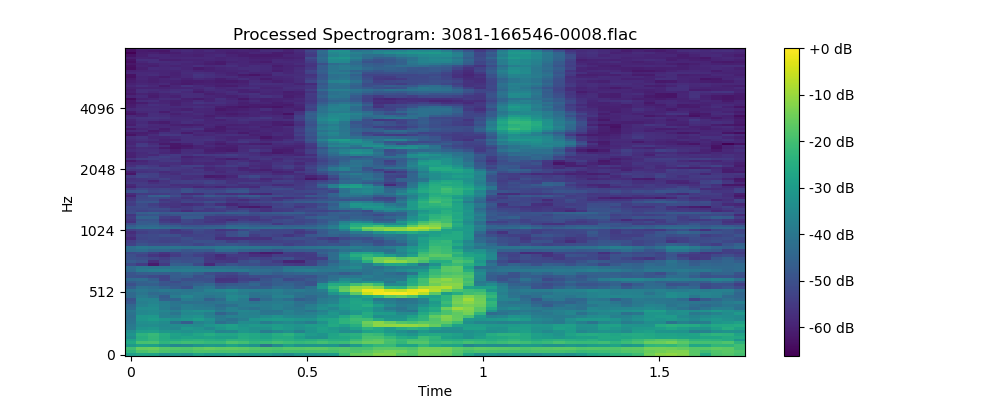 Processed Spectrogram: 3081-166546-0008.flac
+0 dB
-10 dB
4096
-20 dB
2048
-30 dB
Hz
1024
-40 dB
-50 dB
512
-60 dB
0
0 0.5 1 1.5
Time